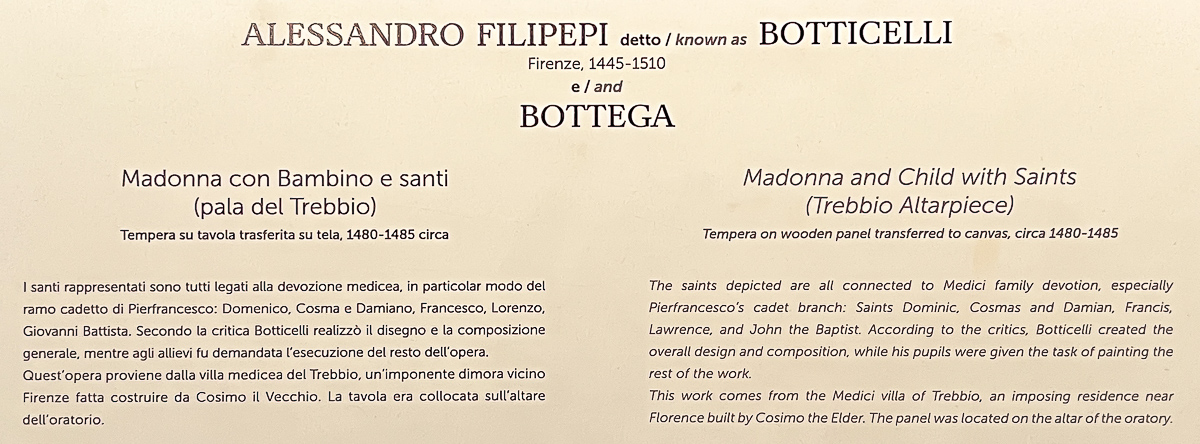 ALESSANDRO FILIPEPI detto / known as BOTTICELLI
Firenze, 1445-1510
e / and
BOTTEGA
Madonna con Bambino e santi
(pala del Trebbio)
Tempera su tavola trasferita su tela, 1480-1485 circa
I santi rappresentati sono tutti legati alla devozione medicea, in particolar modo del
ramo cadetto di Pierfrancesco: Domenico, Cosma e Damiano, Francesco, Lorenzo,
Giovanni Battista. Secondo la critica Botticelli realizzò il disegno e la composizione
generale, mentre agli allievi fu demandata l'esecuzione del resto dell'opera.
Quest'opera proviene dalla villa medicea del Trebbio, un'imponente dimora vicino
Firenze fatta costruire da Cosimo il Vecchio. La tavola era collocata sull'altare
dell'oratorio.
Madonna and Child with Saints
(Trebbio Altarpiece)
Tempera on wooden panel transferred to canvas, circa 1480-1485
The saints depicted are all connected to Medici family devotion, especially
Pierfrancesco's cadet branch: Saints Dominic, Cosmas and Damian, Francis,
Lawrence, and John the Baptist. According to the critics, Botticelli created the
overall design and composition, while his pupils were given the task of painting the
rest of the work.
This work comes from the Medici villa of Trebbio, an imposing residence near
Florence built by Cosimo the Elder. The panel was located on the altar of the oratory.